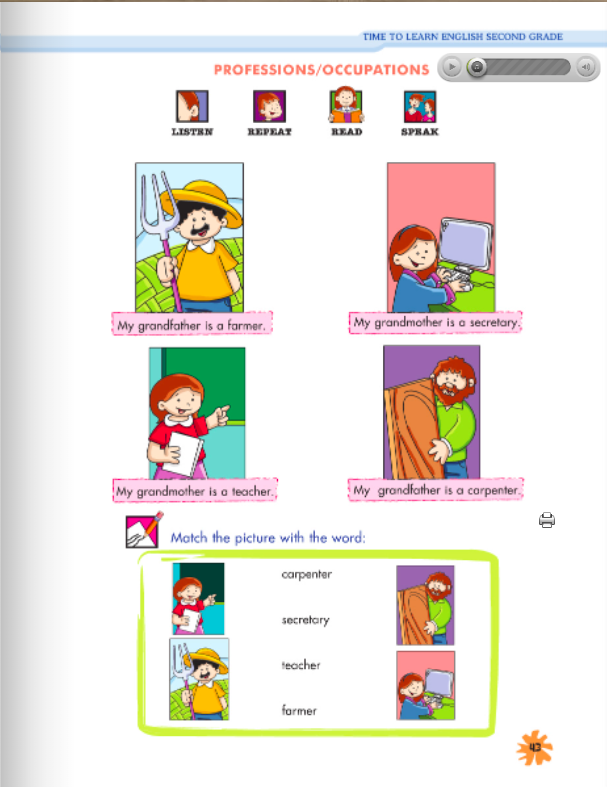 TIME TO LEARN ENGLISH SECOND GRADE
PROFESSIONS/OCCUPATIONS
LISTEN REPEAT READ SPEAK
My grandfather is a farmer.
My grandmother is a secretary.
My grandmother is a teacher.
My grandfather is a carpenter.
Match the picture with the word:
carpenter
secretary
teacher
farmer
43